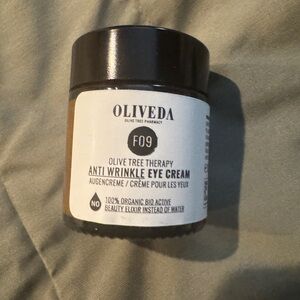 OLIVEDA
OLIVE TREE PHARMACY
F09
OLIVE TREE THERAPY
ANTI WRINKLE EYE CREAM
AUGENCREME / CRÈME POUR LES YEUX
NO
100% ORGANIC BIO ACTIVE
BEAUTY ELIXIR INSTEAD OF WATER